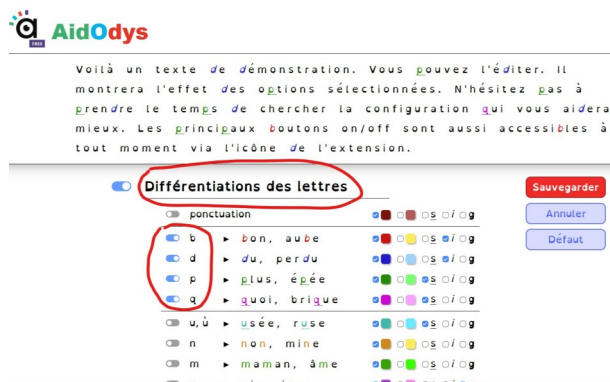 AidOdys
FREE
Voilà un texte de démonstration. Vous pouvez l'éditer. Il
montrera l'effet des options sélectionnées. N'hésitez pas à
prendre le temps de chercher la configuration qui vous aidera
mieux. Les principaux boutons on/off sont aussi accessibles à
tout moment via l'icône de l'extension.
Différentiations des lettres
Sauvegarder
ponctuation s i g
Annuler
b ▸ bon, aube s i g
Défaut
d ▸ du, perdu s i g
p ▸ plus, épée s i g
q ▸ quoi, brique s i g
u,ù ▸ usée, ruse s i g
n ▸ non, mine s i g
m ▸ maman, âme s i g